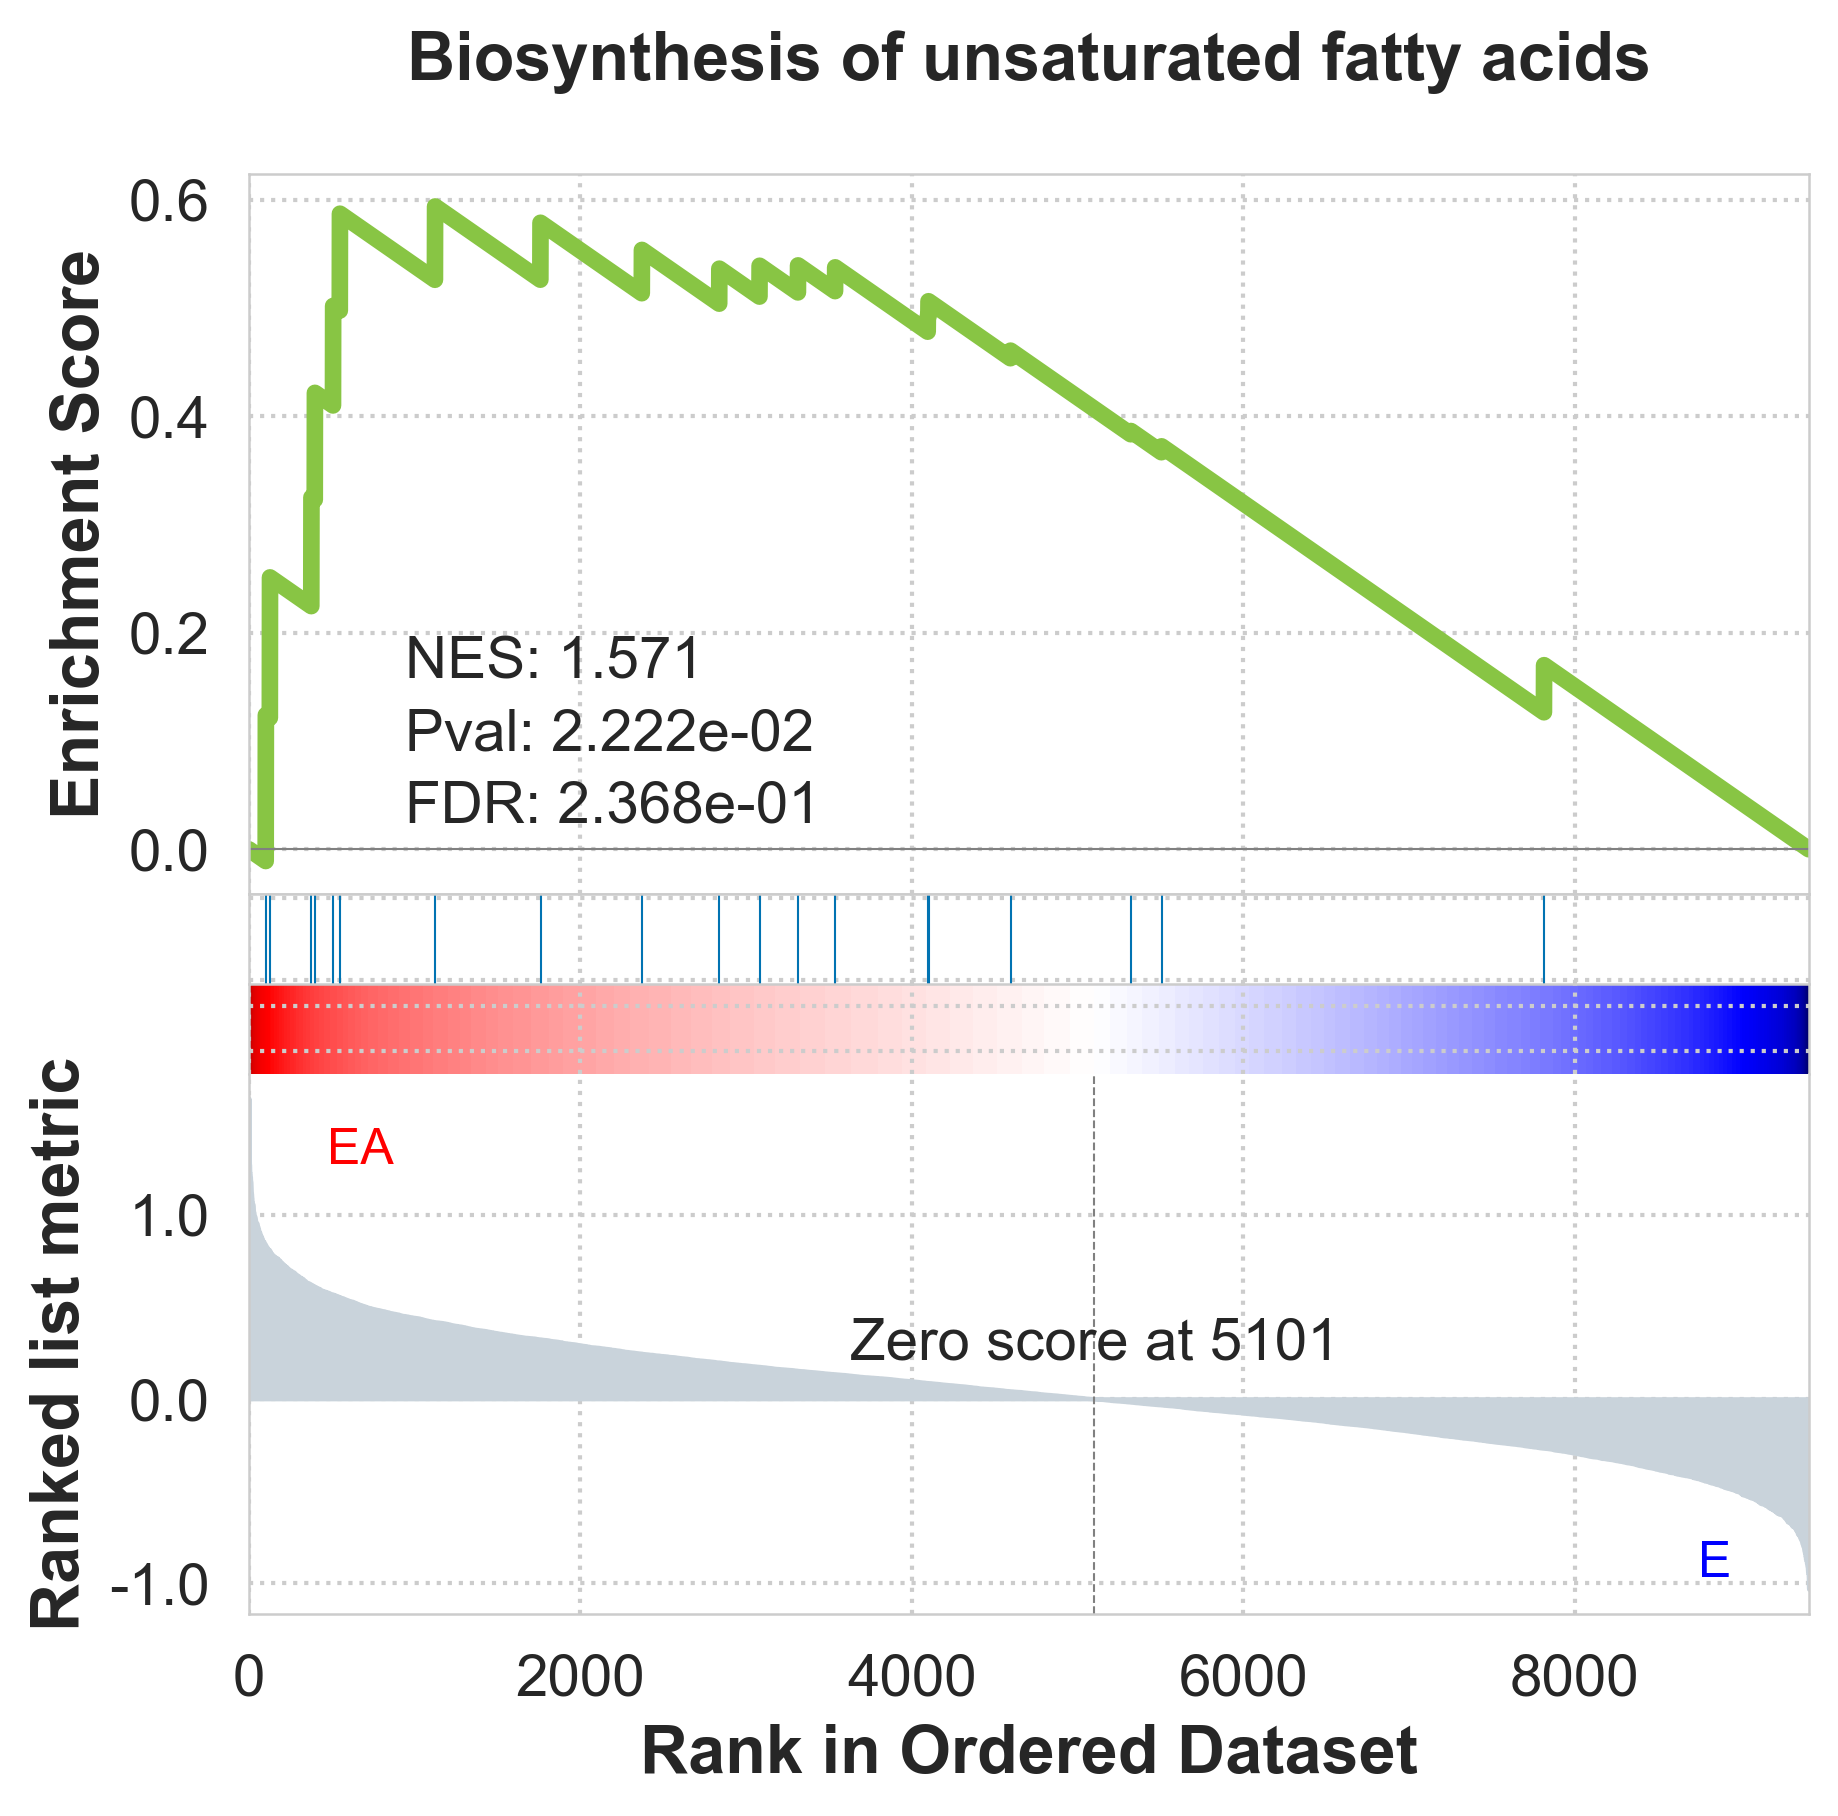 Biosynthesis of unsaturated fatty acids
Enrichment Score
0.6
0.4
0.2
0.0
NES: 1.571
Pval: 2.222e-02
FDR: 2.368e-01
Ranked list metric
EA
1.0
0.0
-1.0
Zero score at 5101
E
0 2000 4000 6000 8000
Rank in Ordered Dataset